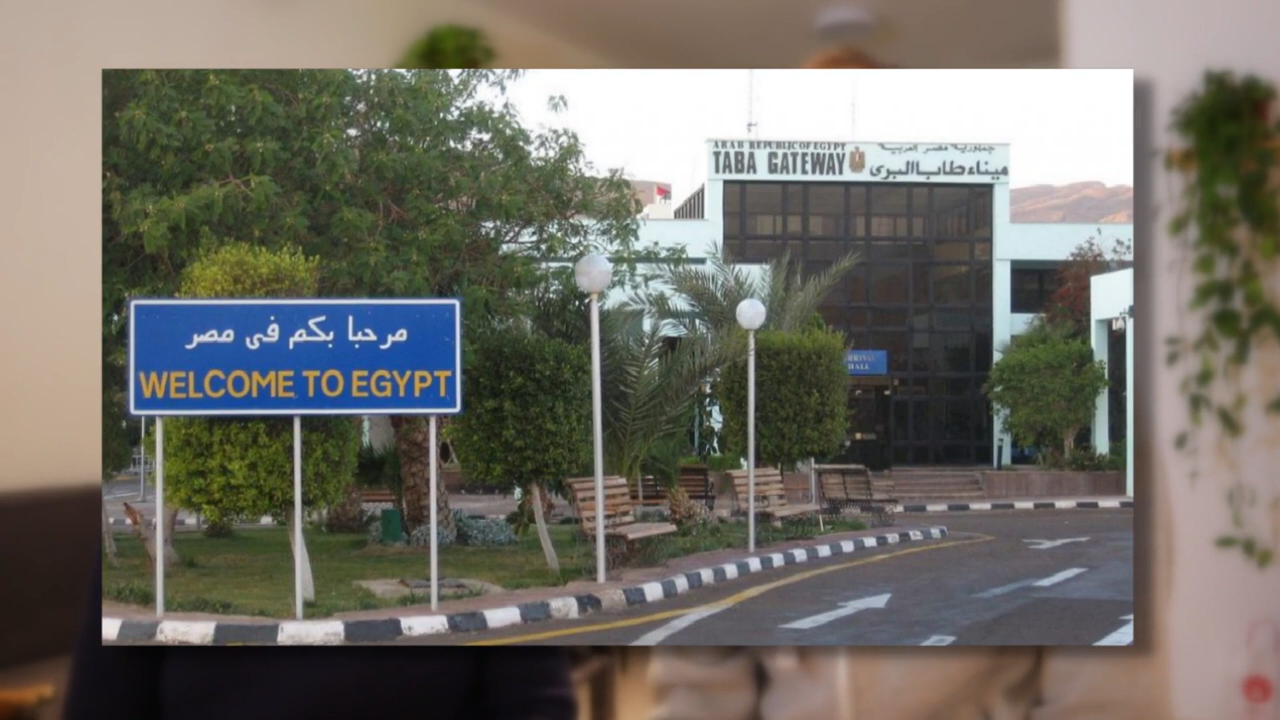 ARAB REPUBLIC OF EGYPT
جمهورية مصر العربية
TABA GATEWAY
ميناء طابا البرى
مرحبا بكم فى مصر
WELCOME TO EGYPT
HALL